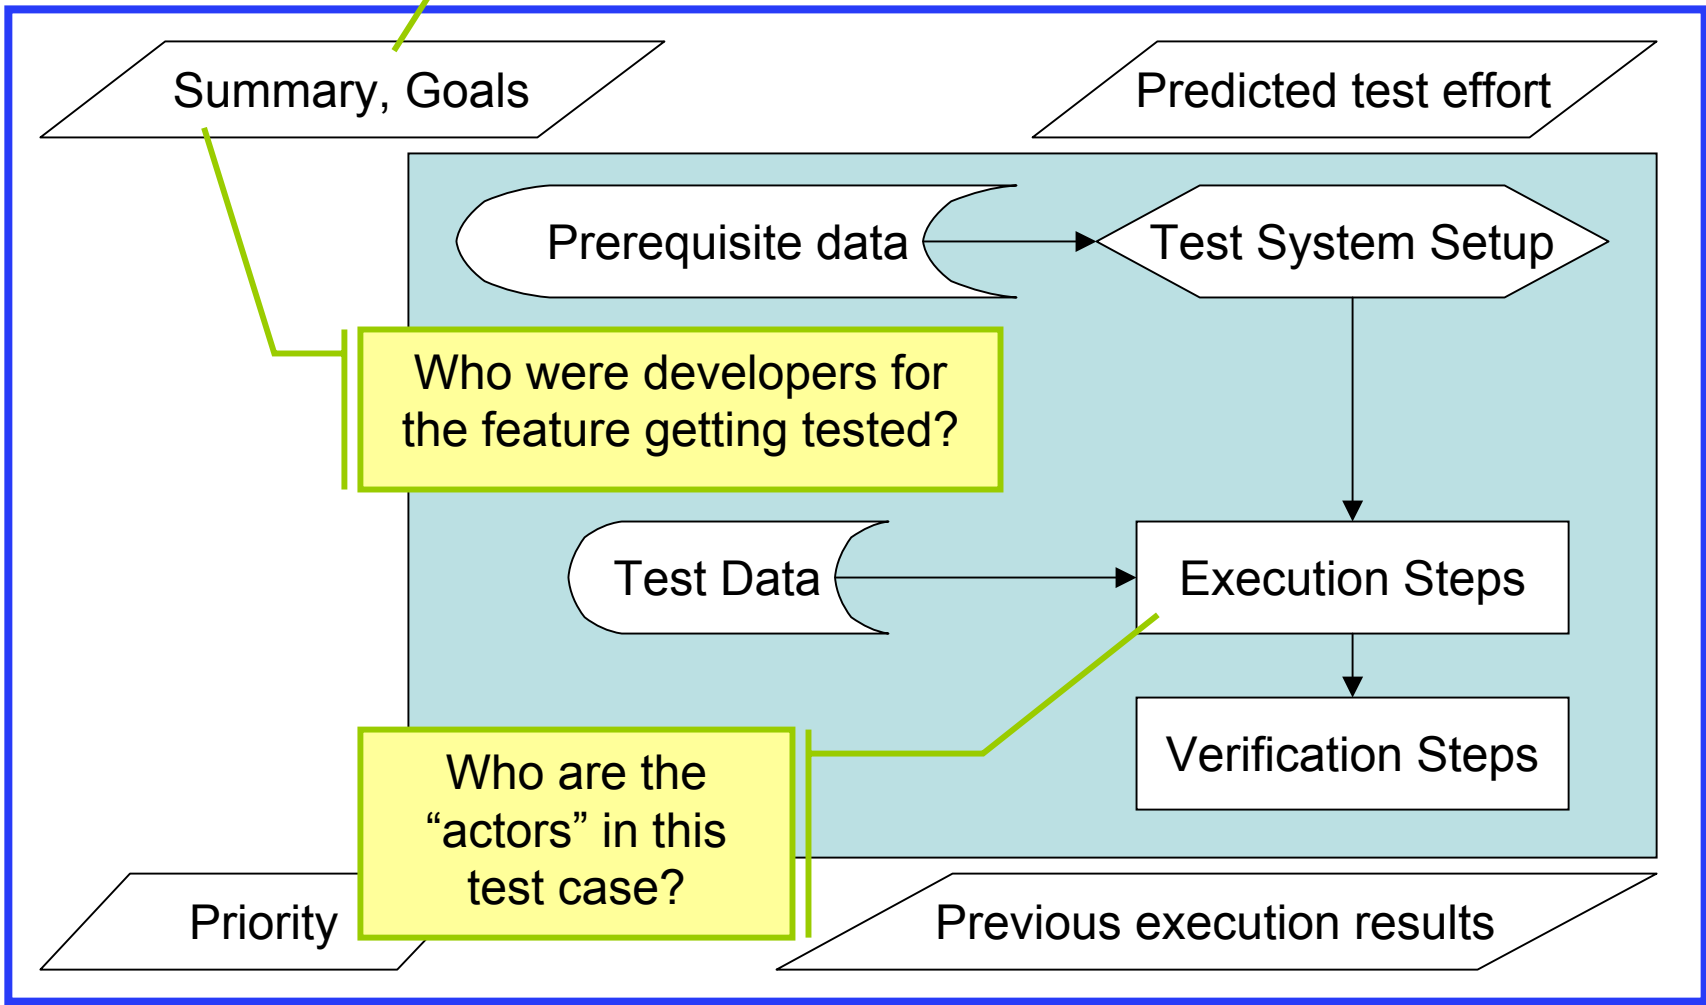 Summary, Goals
Predicted test effort
Prerequisite data
Test System Setup
Who were developers for
the feature getting tested?
Test Data
Execution Steps
Verification Steps
Who are the
“actors” in this
test case?
Priority
Previous execution results